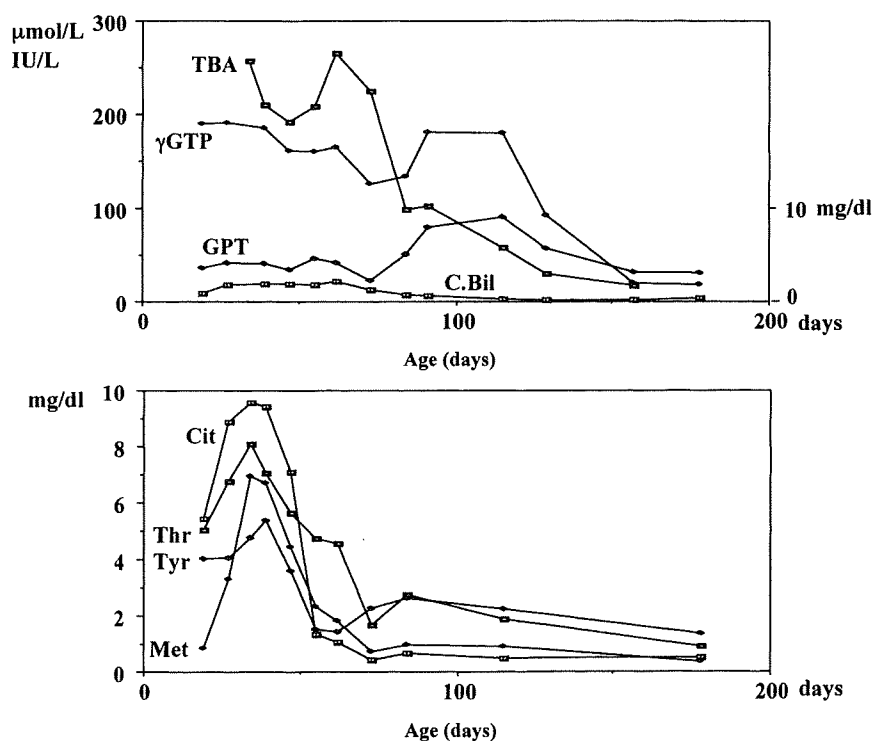 μmol/L
IU/L
300
200
100
0
TBA
γGTP
GPT
C.Bil
10 mg/dl
0
0
100
200 days
Age (days)
mg/dl
10
8
6
4
2
0
Cit
Thr
Tyr
Met
0
100
200 days
Age (days)